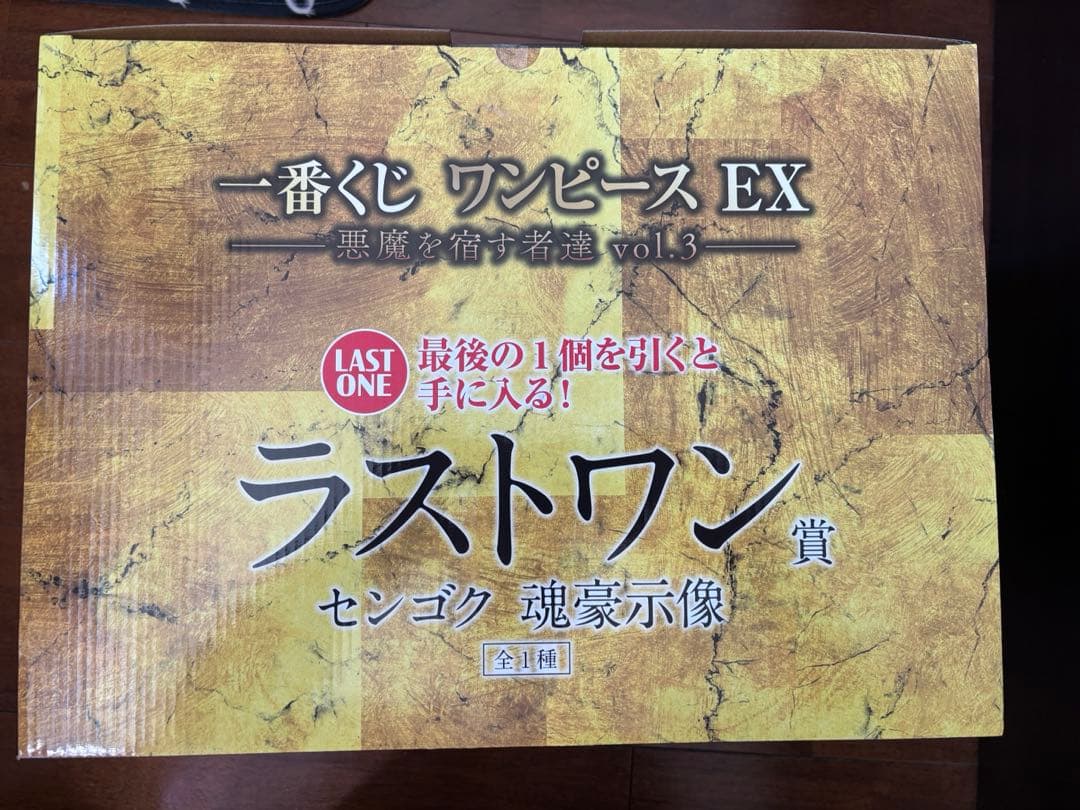 一番くじ ワンピース EX
悪魔を宿す者達 vol.3
LAST
ONE
最後の1個を引くと
手に入る!
ラストワン賞
センゴク 魂豪示像
全1種